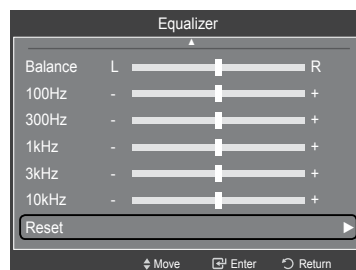 Equalizer
▲
Balance L R
100Hz - +
300Hz - +
1kHz - +
3kHz - +
10kHz - +
Reset ▶
Move Enter Return